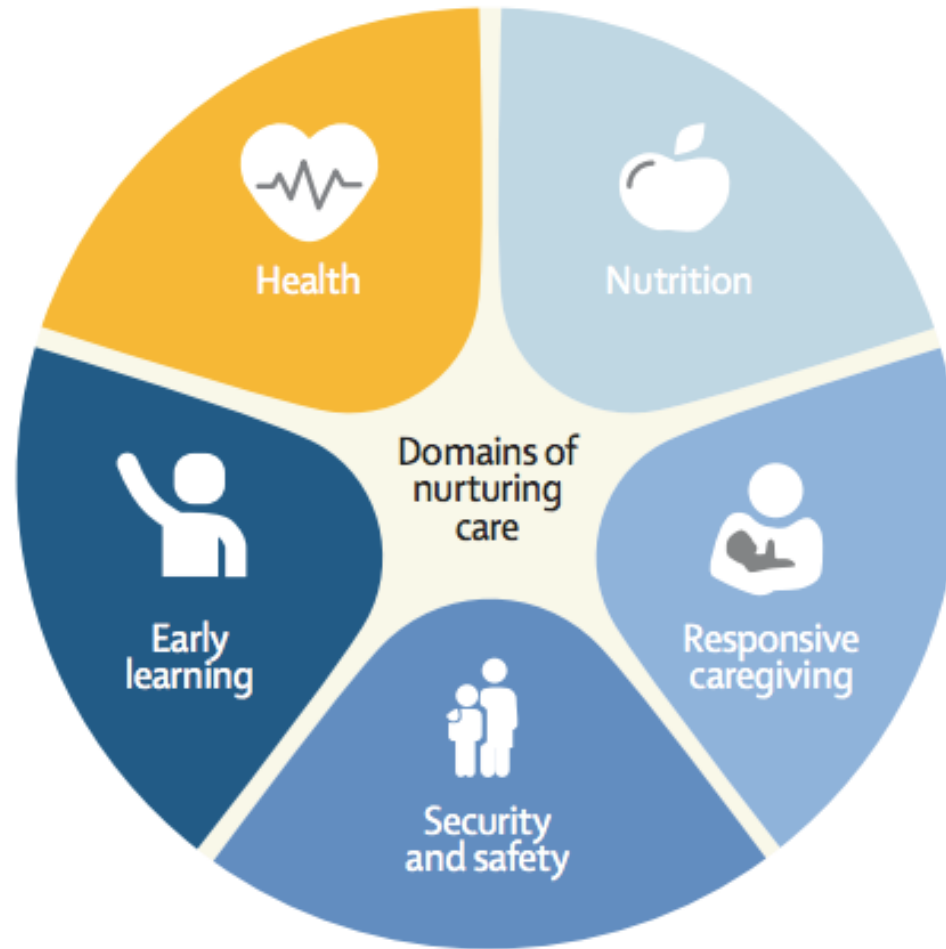 Health
Nutrition
Domains of
nurturing
care
Early
learning
Responsive
caregiving
Security
and safety